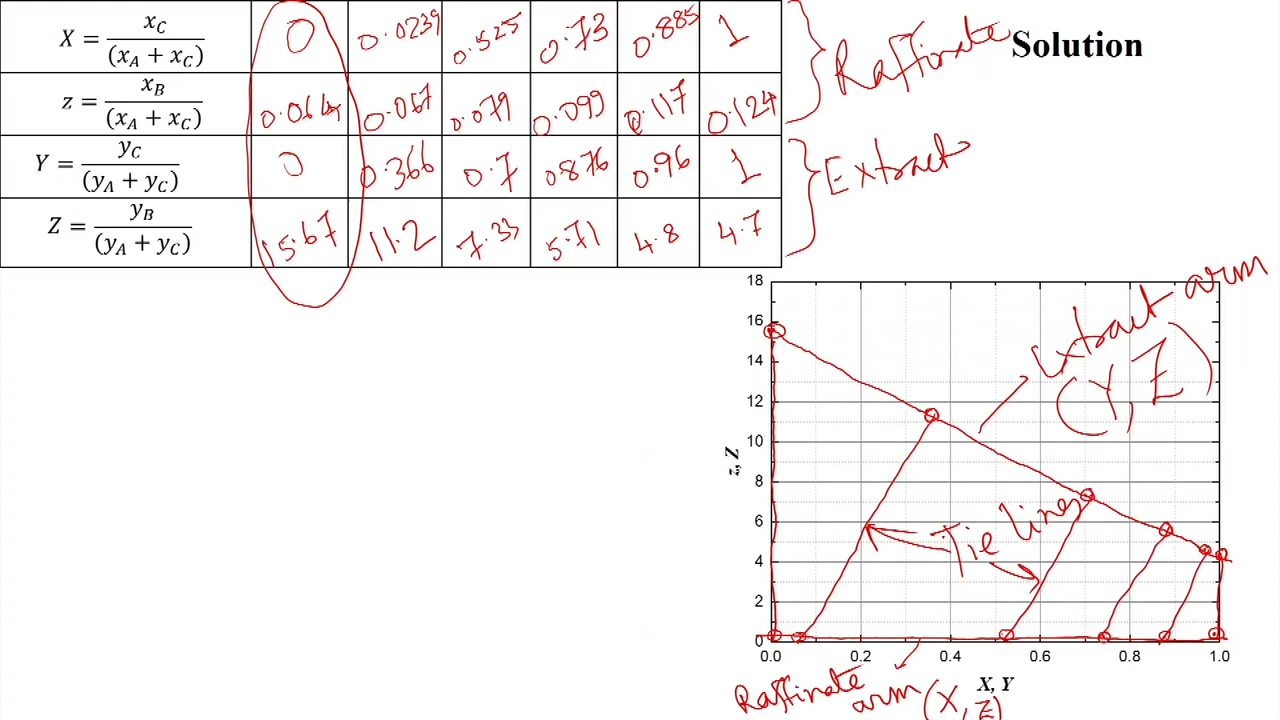 Solution
X = x_C / (x_A + x_C) 0 0.0239 0.525 0.73 0.885 1
z = x_B / (x_A + x_C) 0.064 0.067 0.079 0.099 0.117 0.124
Raffinate
Y = y_C / (y_A + y_C) 0 0.366 0.7 0.876 0.96 1
Z = y_B / (y_A + y_C) 15.67 11.2 7.33 5.71 4.8 4.7
Extract
18
16
14
12
10
8
6
4
2
0
z, Z
Extract arm
(Y, Z)
Tie lines
0.0 0.2 0.4 0.6 0.8 1.0
X, Y
Raffinate
arm (X, z)